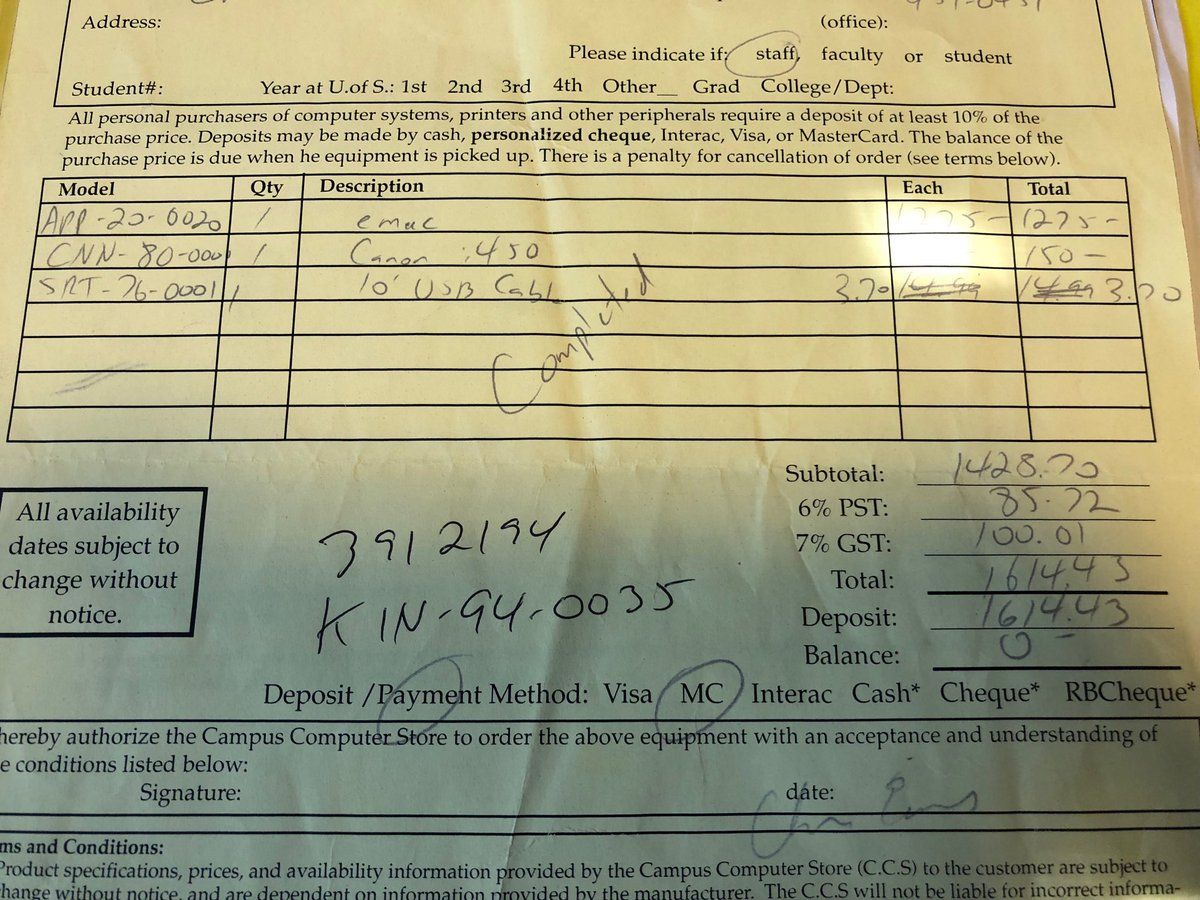 Address: (office):
Please indicate if: staff, faculty or student
Student#: Year at U.of S.: 1st 2nd 3rd 4th Other__ Grad College/Dept:
All personal purchasers of computer systems, printers and other peripherals require a deposit of at least 10% of the
purchase price. Deposits may be made by cash, personalized cheque, Interac, Visa, or MasterCard. The balance of the
purchase price is due when he equipment is picked up. There is a penalty for cancellation of order (see terms below).
Model Qty Description Each Total
APP-20-0020 1 emac 1275- 1275-
CNN-80-000 1 Canon i450 150-
SRT-76-0001 1 10' USB Cabl 3.70 14.99 14.99 3.70
Completed
Subtotal: 1428.70
6% PST: 85.72
7% GST: 100.01
Total: 1614.43
Deposit: 1614.43
Balance: 0-
All availability
dates subject to
change without
notice.
3912194
KIN-94-0035
Deposit /Payment Method: Visa MC Interac Cash* Cheque* RBCheque*
hereby authorize the Campus Computer Store to order the above equipment with an acceptance and understanding of
e conditions listed below:
Signature: date:
ms and Conditions:
Product specifications, prices, and availability information provided by the Campus Computer Store (C.C.S) to the customer are subject to
hange without notice, and are dependent on information provided by the manufacturer. The C.C.S will not be liable for incorrect informa-